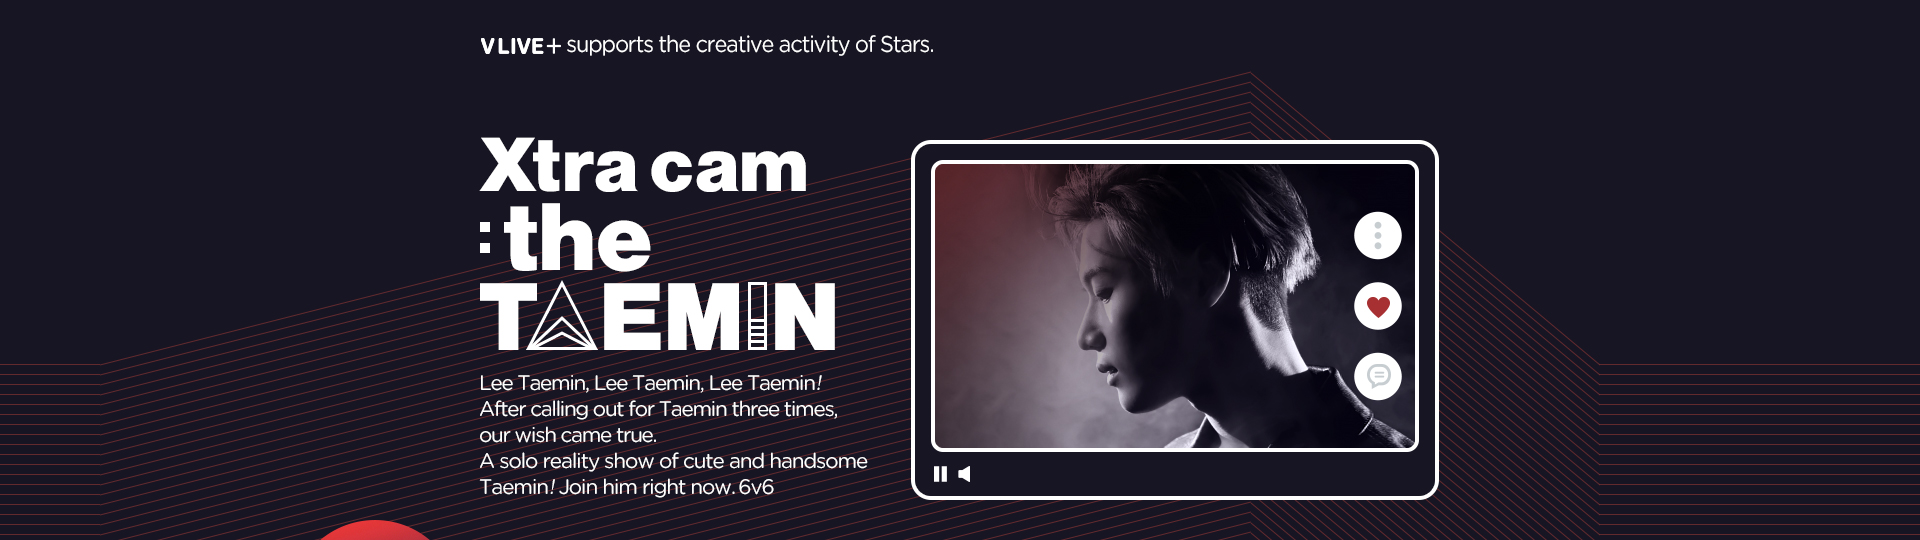 V LIVE+ supports the creative activity of Stars.
Xtra cam
: the
TAEMIN
Lee Taemin, Lee Taemin, Lee Taemin!
After calling out for Taemin three times,
our wish came true.
A solo reality show of cute and handsome
Taemin! Join him right now. 6v6